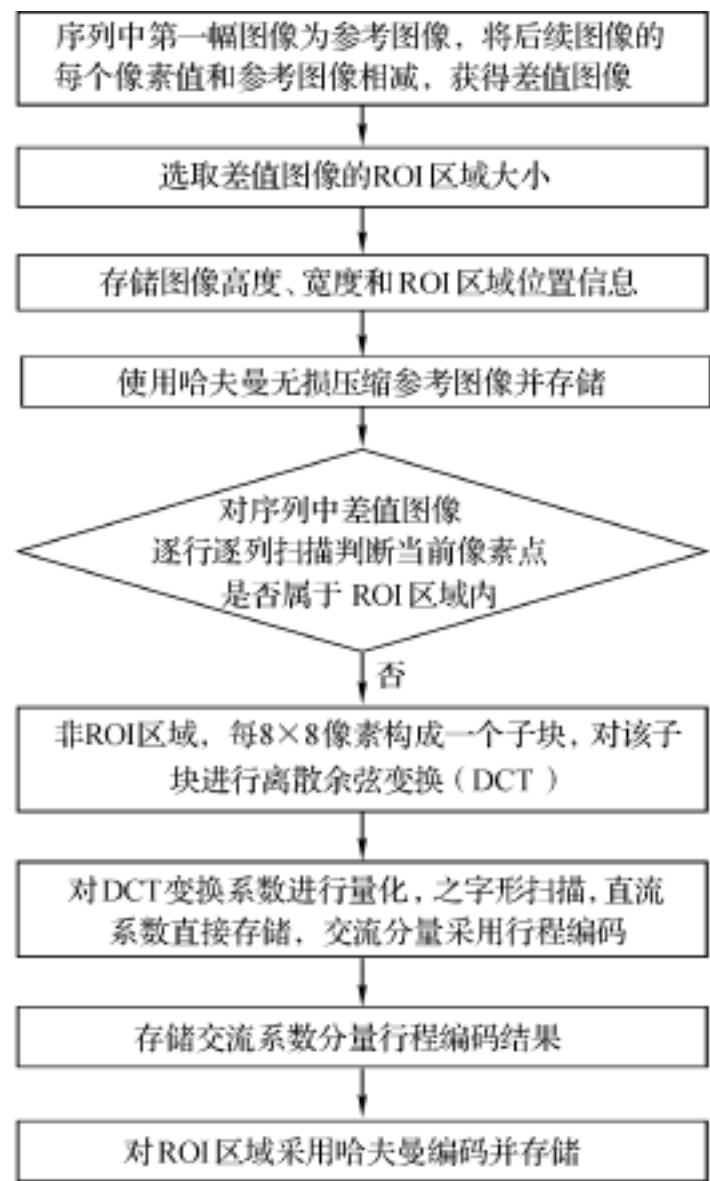 序列中第一幅图像为参考图像，将后续图像的
每个像素值和参考图像相减，获得差值图像
选取差值图像的ROI区域大小
存储图像高度、宽度和ROI区域位置信息
使用哈夫曼无损压缩参考图像并存储
对序列中差值图像
逐行逐列扫描判断当前像素点
是否属于 ROI区域内
否
非ROI区域，每8×8像素构成一个子块，对该子
块进行离散余弦变换（DCT ）
对DCT变换系数进行量化，之字形扫描，直流
系数直接存储，交流分量采用行程编码
存储交流系数分量行程编码结果
对ROI区域采用哈夫曼编码并存储